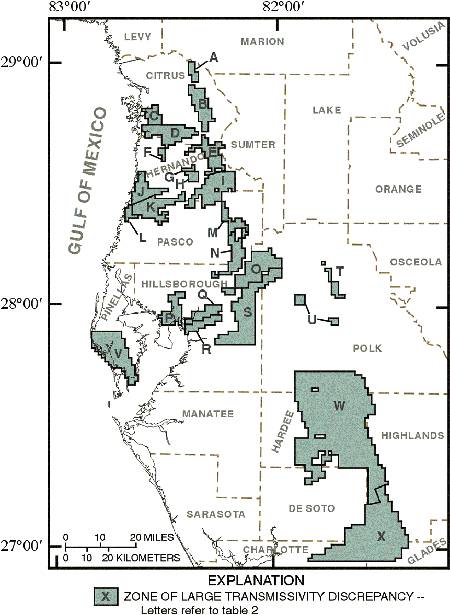 83°00′ 82°00′
LEVY
MARION
VOLUSIA
29°00′
A
CITRUS
B
LAKE
C
D
SEMINOLE
SUMTER
F
E
HERNANDO
G
H
I
ORANGE
J
K
GULF OF MEXICO
L
M
PASCO
N
OSCEOLA
O
T
HILLSBOROUGH
PINELLAS
Q
28°00′
P
S
U
R
POLK
V
W
MANATEE
HARDEE
HIGHLANDS
SARASOTA
DE SOTO
X
27°00′
0 10 20 MILES
0 10 20 KILOMETERS
CHARLOTTE
GLADES
EXPLANATION
X ZONE OF LARGE TRANSMISSIVITY DISCREPANCY --
Letters refer to table 2